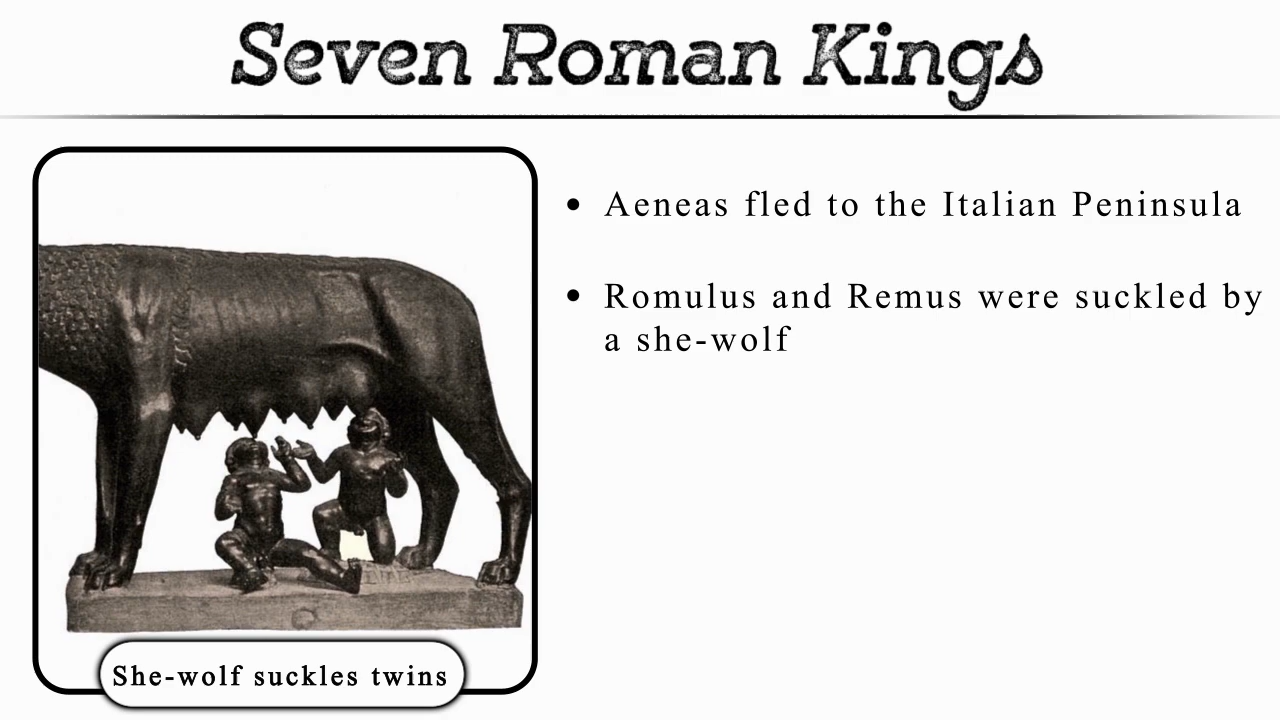 Seven Roman Kings
• Aeneas fled to the Italian Peninsula
• Romulus and Remus were suckled by
a she-wolf
She-wolf suckles twins